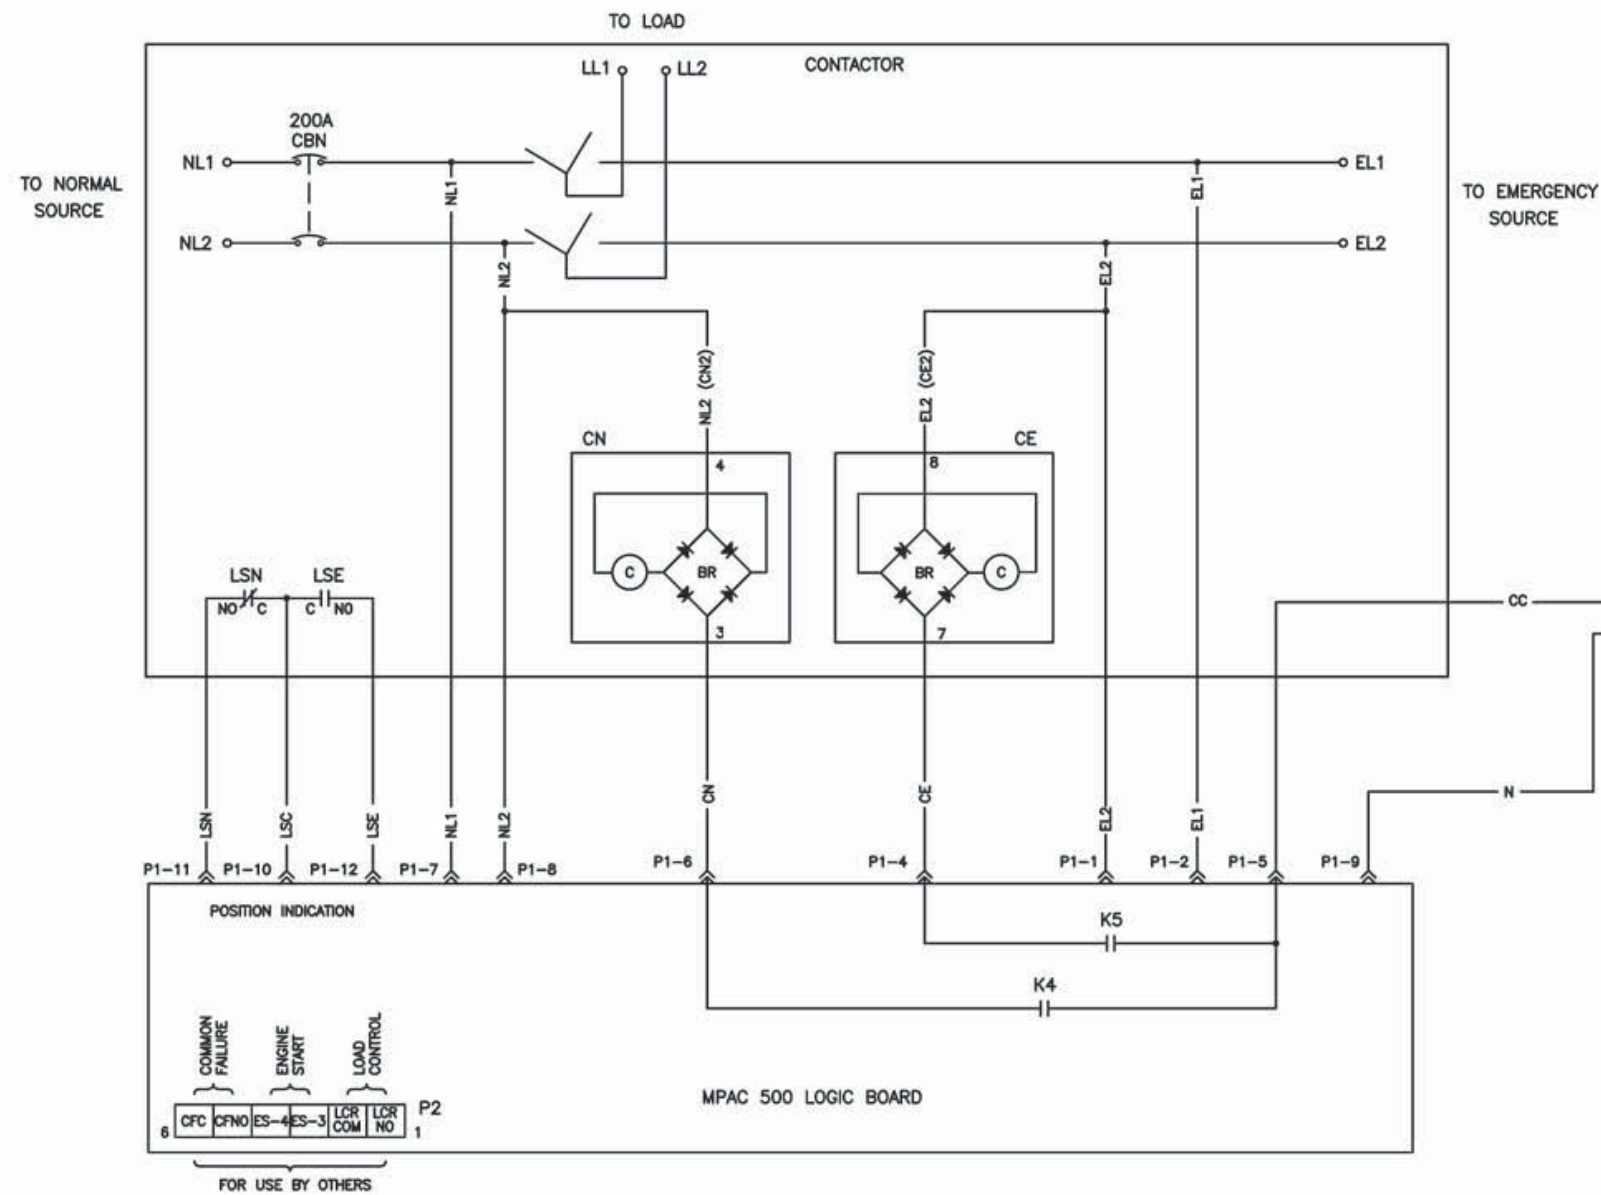 TO LOAD
CONTACTOR
LL1
LL2
200A
CBN
NL1
EL1
TO NORMAL
SOURCE
TO EMERGENCY
SOURCE
NL1
EL1
NL2
EL2
NL2
EL2
NL2 (CN2)
EL2 (CE2)
CN
CE
4
8
C
BR
BR
C
3
7
LSN
LSE
NO
C
C
NO
CC
N
LSN
LSC
LSE
NL1
NL2
CN
CE
EL2
EL1
P1-11
P1-10
P1-12
P1-7
P1-8
P1-6
P1-4
P1-1
P1-2
P1-5
P1-9
POSITION INDICATION
K5
K4
COMMON
FAILURE
ENGINE
START
LOAD
CONTROL
MPAC 500 LOGIC BOARD
P2
6
CFC
CFNO
ES-4
ES-3
LCR
COM
LCR
NO
1
FOR USE BY OTHERS